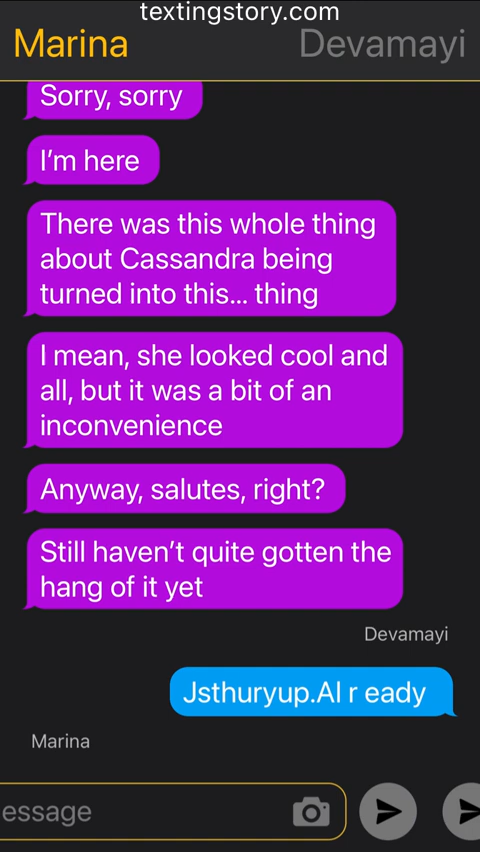 textingstory.com
Marina Devamayi
Sorry, sorry
I'm here
There was this whole thing
about Cassandra being
turned into this... thing
I mean, she looked cool and
all, but it was a bit of an
inconvenience
Anyway, salutes, right?
Still haven't quite gotten the
hang of it yet
Devamayi
Jsthuryup.Al r eady
Marina
essage